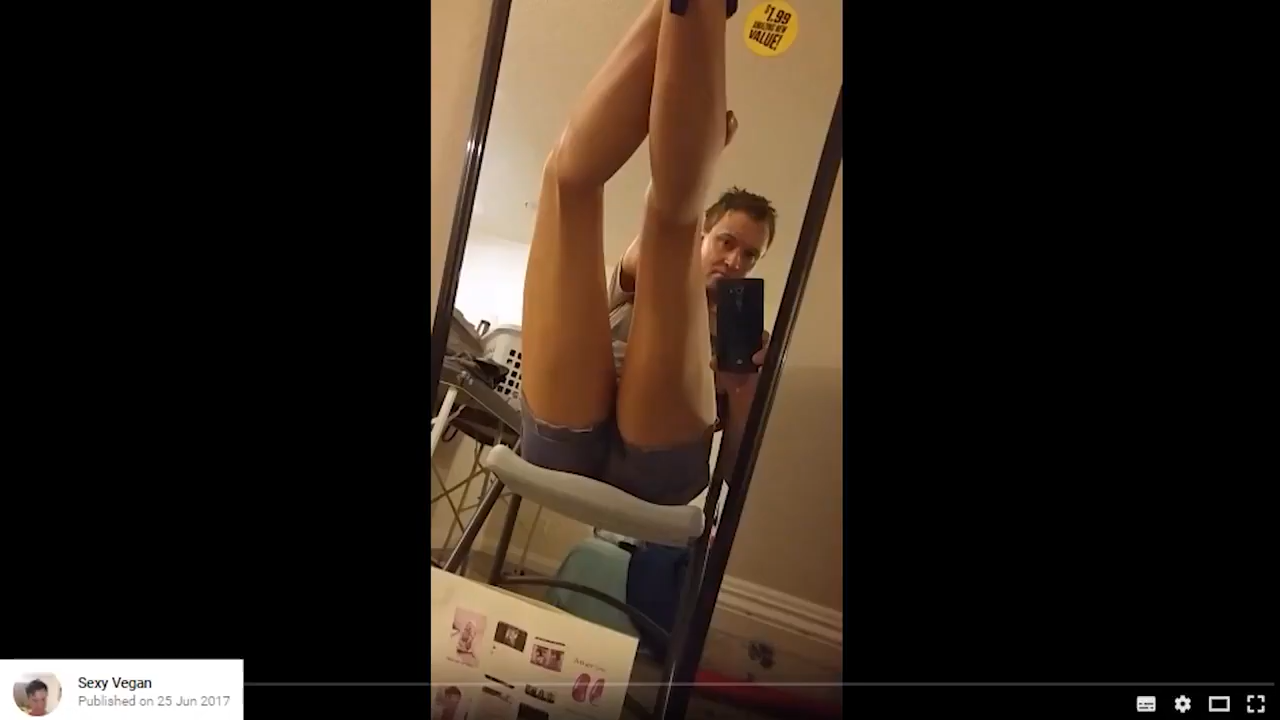 $1.99
AMAZING NEW
VALUE!
Sexy Vegan
Published on 25 Jun 2017